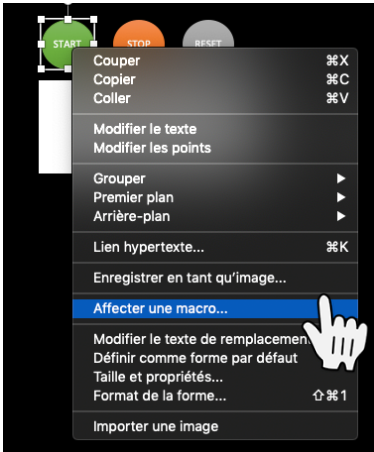 START STOP RESET
Couper ⌘X
Copier ⌘C
Coller ⌘V
Modifier le texte
Modifier les points
Grouper
Premier plan
Arrière-plan
Lien hypertexte... ⌘K
Enregistrer en tant qu'image...
Affecter une macro...
Modifier le texte de remplacement
Définir comme forme par défaut
Taille et propriétés...
Format de la forme... ⇧⌘1
Importer une image